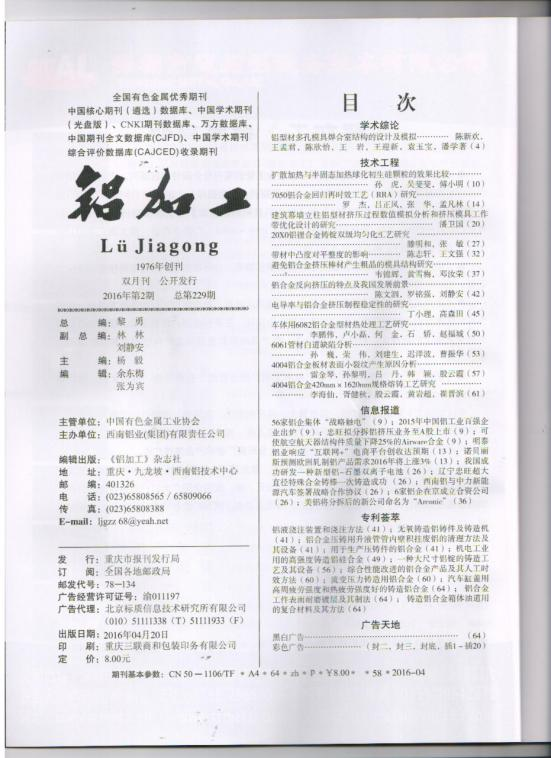 全国有色金属优秀期刊
中国核心期刊（遴选）数据库、中国学术期刊
（光盘版）、CNKI期刊数据库、万方数据库、
中国期刊全文数据库(CJFD)、中国学术期刊
综合评价数据库(CAJCED)收录期刊
铝加工
Lü Jiagong
1976年创刊
双月刊 公开发行
2016年第2期 总第229期
总 编：黎 勇
副 总 编：林 林
刘静安
主 编：杨 毅
编 辑：余东梅
张为宾
主管单位：中国有色金属工业协会
主办单位：西南铝业(集团)有限责任公司
编辑出版：《铝加工》杂志社
地 址：重庆·九龙坡·西南铝技术中心
邮 编：401326
电 话：(023)65808565 / 65809066
传 真：(023)65808388
E-mail：ljgzz 68@yeah.net
发 行：重庆市报刊发行局
订 阅：全国各地邮政局
邮发代号：78—134
广告经营许可证号：渝011197
广告代理：北京标质信息技术研究所有限公司
(010) 51111338 (T) 51111933 (F)
出版日期：2016年04月20日
印 刷：重庆三联商和包装印务有限公司
定 价：8.00元
目 次
学术综论
铝型材多孔模具焊合室结构的设计及模拟………… 陈新欢，
王孟君，陈欣怡，王 岩，王迎新，袁玉宝，潘学著(4)
技术工程
扩散加热与半固态加热球化初生硅颗粒的效果比较…………
………………………… 孙 虎，吴斐斐，傅小明(10)
7050铝合金回归再时效工艺（RRA）研究……………………
………………… 罗 杰，吕正风，张 华，孟凡林(14)
建筑幕墙立柱铝型材挤压过程数值模拟分析和挤压模具工作
带优化设计的研究………………………… 潘卫国(20)
20X0铝锂合金铸锭双级均匀化工艺研究 …………………
………………………………… 滕明和，张 敏(27)
带材中凸度对平整度的影响………… 陈志轩，王文强(32)
避免铝合金挤压棒材产生粗晶的模具结构研究……………
………………………… 韦锦辉，黄雪梅，邓汝荣(37)
铝合金反向挤压的特点及我国发展前景……………………
………………………… 陈文泗，罗铭强，刘静安(42)
电导率与铝合金挤压制程稳定性的研究……………………
………………………………… 丁小理，高森田(45)
车体用6082铝合金型材热处理工艺研究……………………
………… 李鹏伟，卢小磊，何 金，石 娇，赵福城(50)
6061管材白道缺陷分析………………………………………
………… 孙 巍，荣 伟，刘建生，迟泽波，曹振华(53)
4004铝合金板材表面小裂纹产生原因分析…………………
………… 雷金琴，孙黎明，吕 丹，韩 颖，殷云霞(57)
4004铝合金420mm×1620mm规格熔铸工艺研究 ……………
………… 李海仙，胥健秋，殷云霞，黄岩超，崔晋滨(61)
信息报道
56家铝企集体“战略触电”（9）；2015年中国铝工业百强企
业出炉（9）；忠旺拟分拆铝挤压业务至A股上市（9）；可
使航空航天器结构件质量下降25%的Airware合金（9）；明泰
铝业响应“互联网+”电商平台创收达预期（13）；诺贝丽
斯预测欧洲轧制铝产品需求2016年将上涨3%（13）；我国成
功研发一种新型铝-石墨双离子电池（26）；辽宁忠旺超大
直径特殊合金铸棒一次铸造成功（26）；西南铝与中力新能
源汽车签署战略合作协议（26）；6家铝企在京成立合资公司
（26）；美铝将分拆后的新公司命名为“Arconic”（36）
专利荟萃
铝液浇注装置和浇注方法（41）；无氧铸造铝铸件及铸造机
（41）；铝合金压铸用升液管管内壁积挂废铝的清理方法及
其设备（41）；用于生产压铸件的铝合金（41）；机电工业
用的高强度铸造铝硅合金（49）；一种大尺寸铝锭的铸造工
艺及其设备（56）；综合性能改进的铝合金产品及其人工时
效方法（60）；流变压力铸造用铝合金（60）；汽车缸盖用
高周疲劳强度和热疲劳强度好的铸造铝合金（64）；铝合金
工作表面耐磨镀层及其制法（64）；铸造铝合金箱体油道用
的复合材料及其方法（64）
广告天地
黑白广告……………………………………………（64）
彩色广告…………………（封二，封三，封底，插1－插20）
期刊基本参数：CN 50－1106/TF * A4 * 64 * zh * P * ￥8.00* * 58 *2016-04